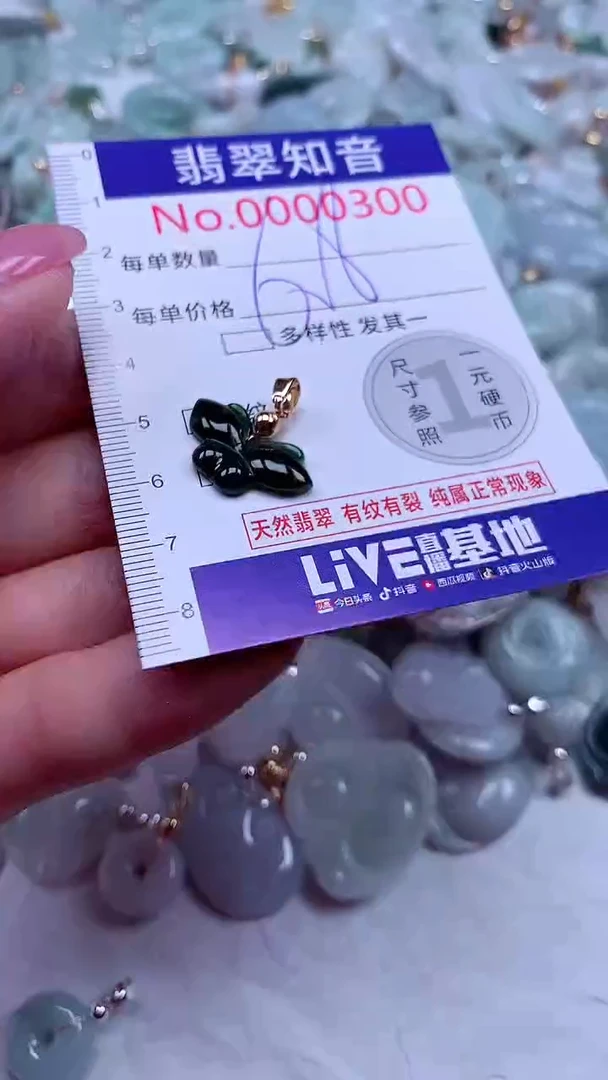 翡翠知音
No.0000300
每单数量
每单价格
68
多样性 发其一
尺寸参照
1
一元硬币
天然翡翠 有纹有裂 纯属正常现象
LiVE直播基地
今日头条 抖音 西瓜视频 抖音火山版
0
1
2
3
4
5
6
7
8